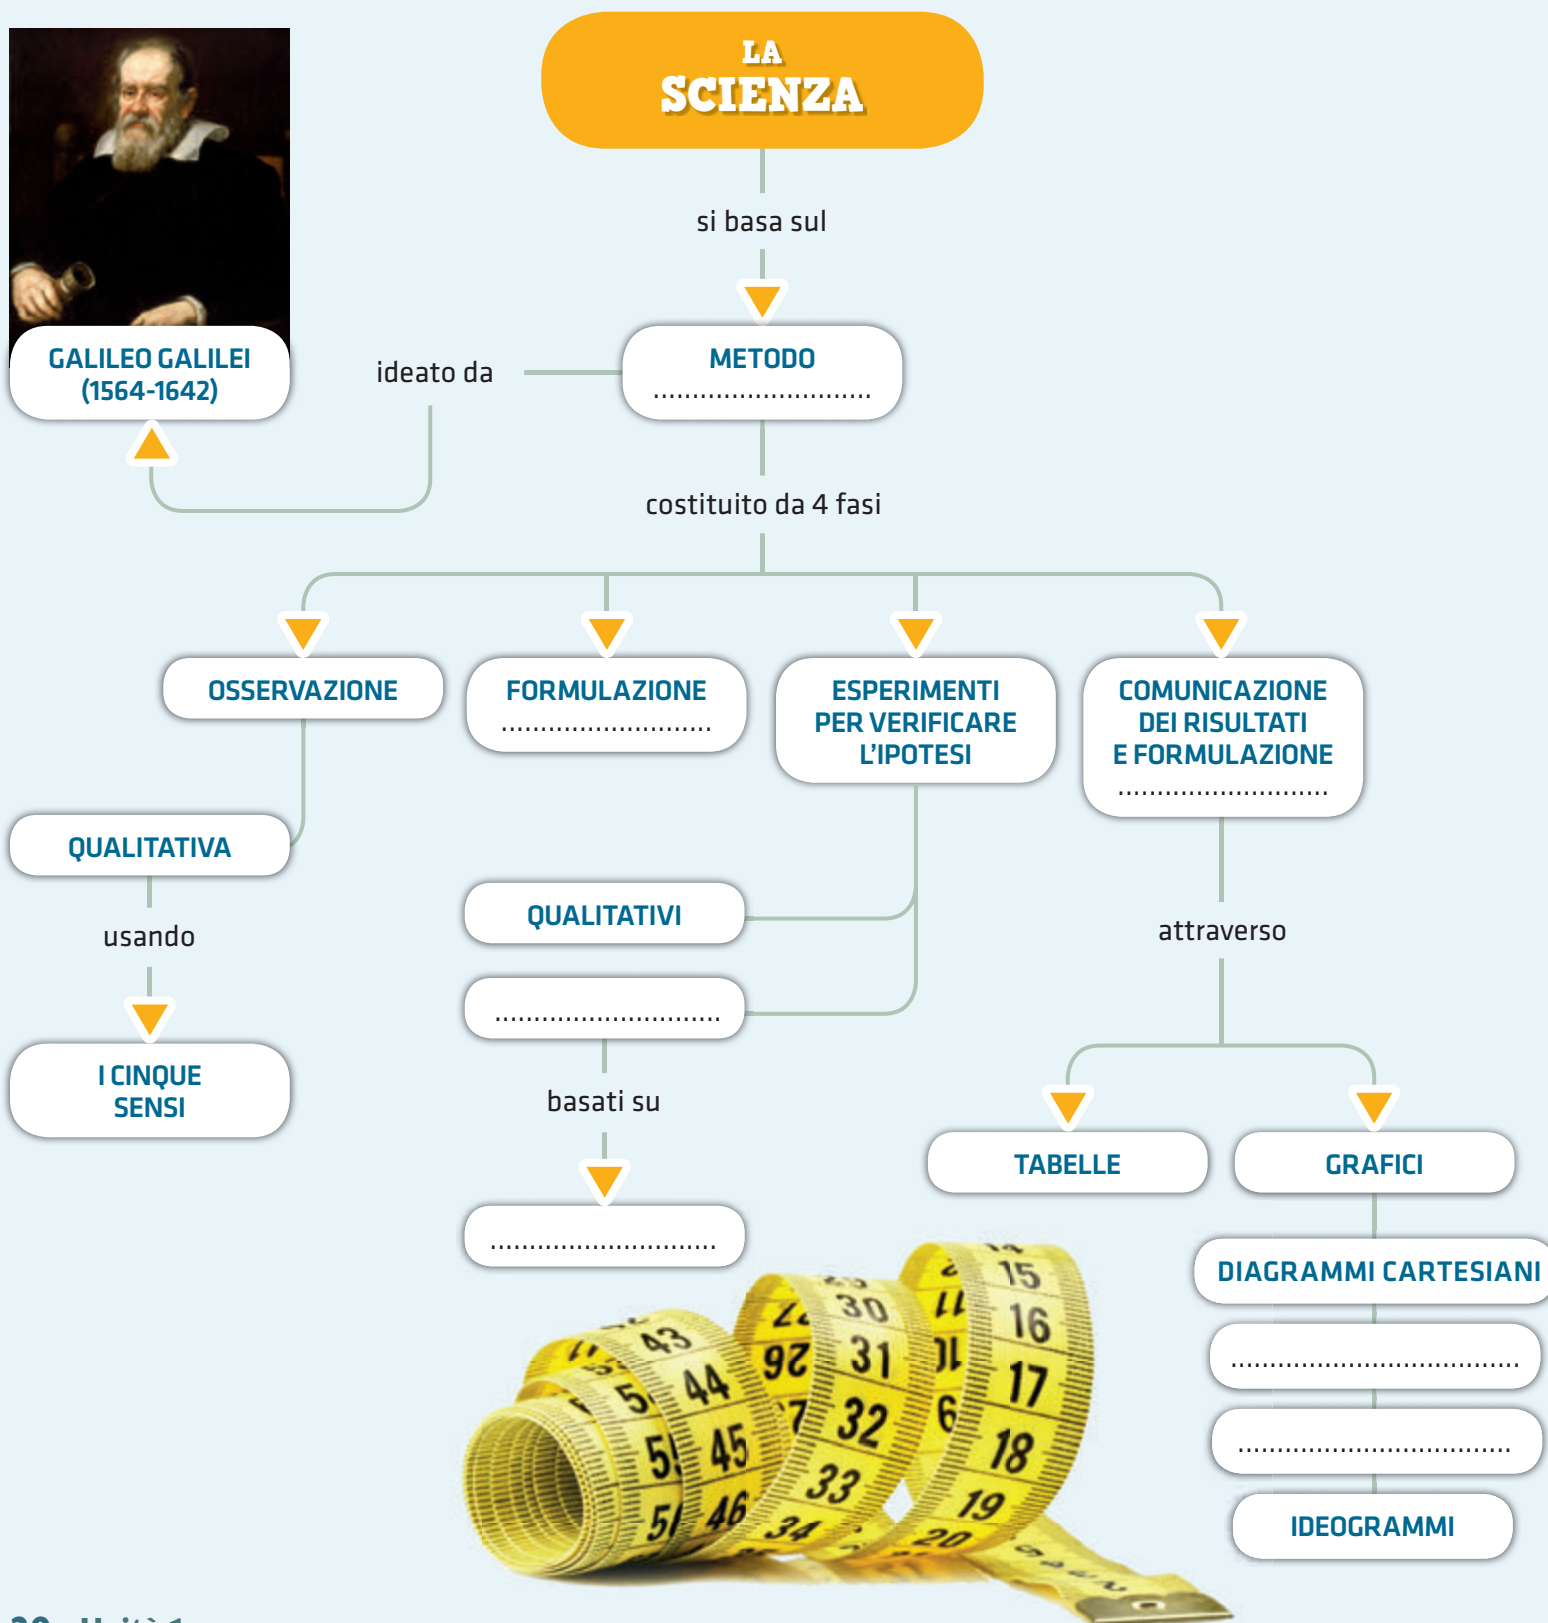 LA
SCIENZA
si basa sul
GALILEO GALILEI
(1564-1642)
ideato da
METODO
............................
costituito da 4 fasi
OSSERVAZIONE
FORMULAZIONE
...........................
ESPERIMENTI
PER VERIFICARE
L'IPOTESI
COMUNICAZIONE
DEI RISULTATI
E FORMULAZIONE
...........................
QUALITATIVA
usando
I CINQUE
SENSI
QUALITATIVI
.............................
basati su
.............................
attraverso
TABELLE
GRAFICI
DIAGRAMMI CARTESIANI
.....................................
...................................
IDEOGRAMMI
43
44
45
46
30
31
32
33
34
26
15
16
17
18
19
20